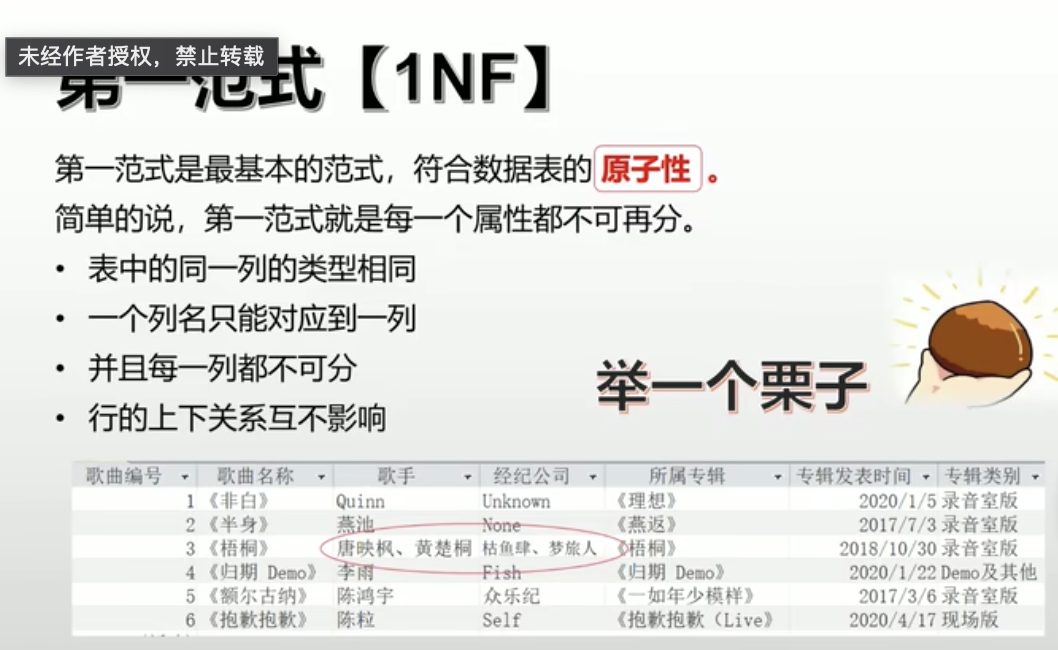 未经作者授权，禁止转载
第一范式【1NF】
第一范式是最基本的范式，符合数据表的原子性。
简单的说，第一范式就是每一个属性都不可再分。
• 表中的同一列的类型相同
• 一个列名只能对应到一列
• 并且每一列都不可分
• 行的上下关系互不影响
举一个栗子
歌曲编号 歌曲名称 歌手 经纪公司 所属专辑 专辑发表时间 专辑类别
1 《非白》 Quinn Unknown 《理想》 2020/1/5 录音室版
2 《半身》 燕池 None 《燕返》 2017/7/3 录音室版
3 《梧桐》 唐映枫、黄楚桐 枯鱼肆、梦旅人 《梧桐》 2018/10/30 录音室版
4 《归期 Demo》 李雨 Fish 《归期 Demo》 2020/1/22 Demo及其他
5 《额尔古纳》 陈鸿宇 众乐纪 《一如年少模样》 2017/3/6 录音室版
6 《抱歉抱歉》 陈粒 Self 《抱歉抱歉（Live》 2020/4/17 现场版